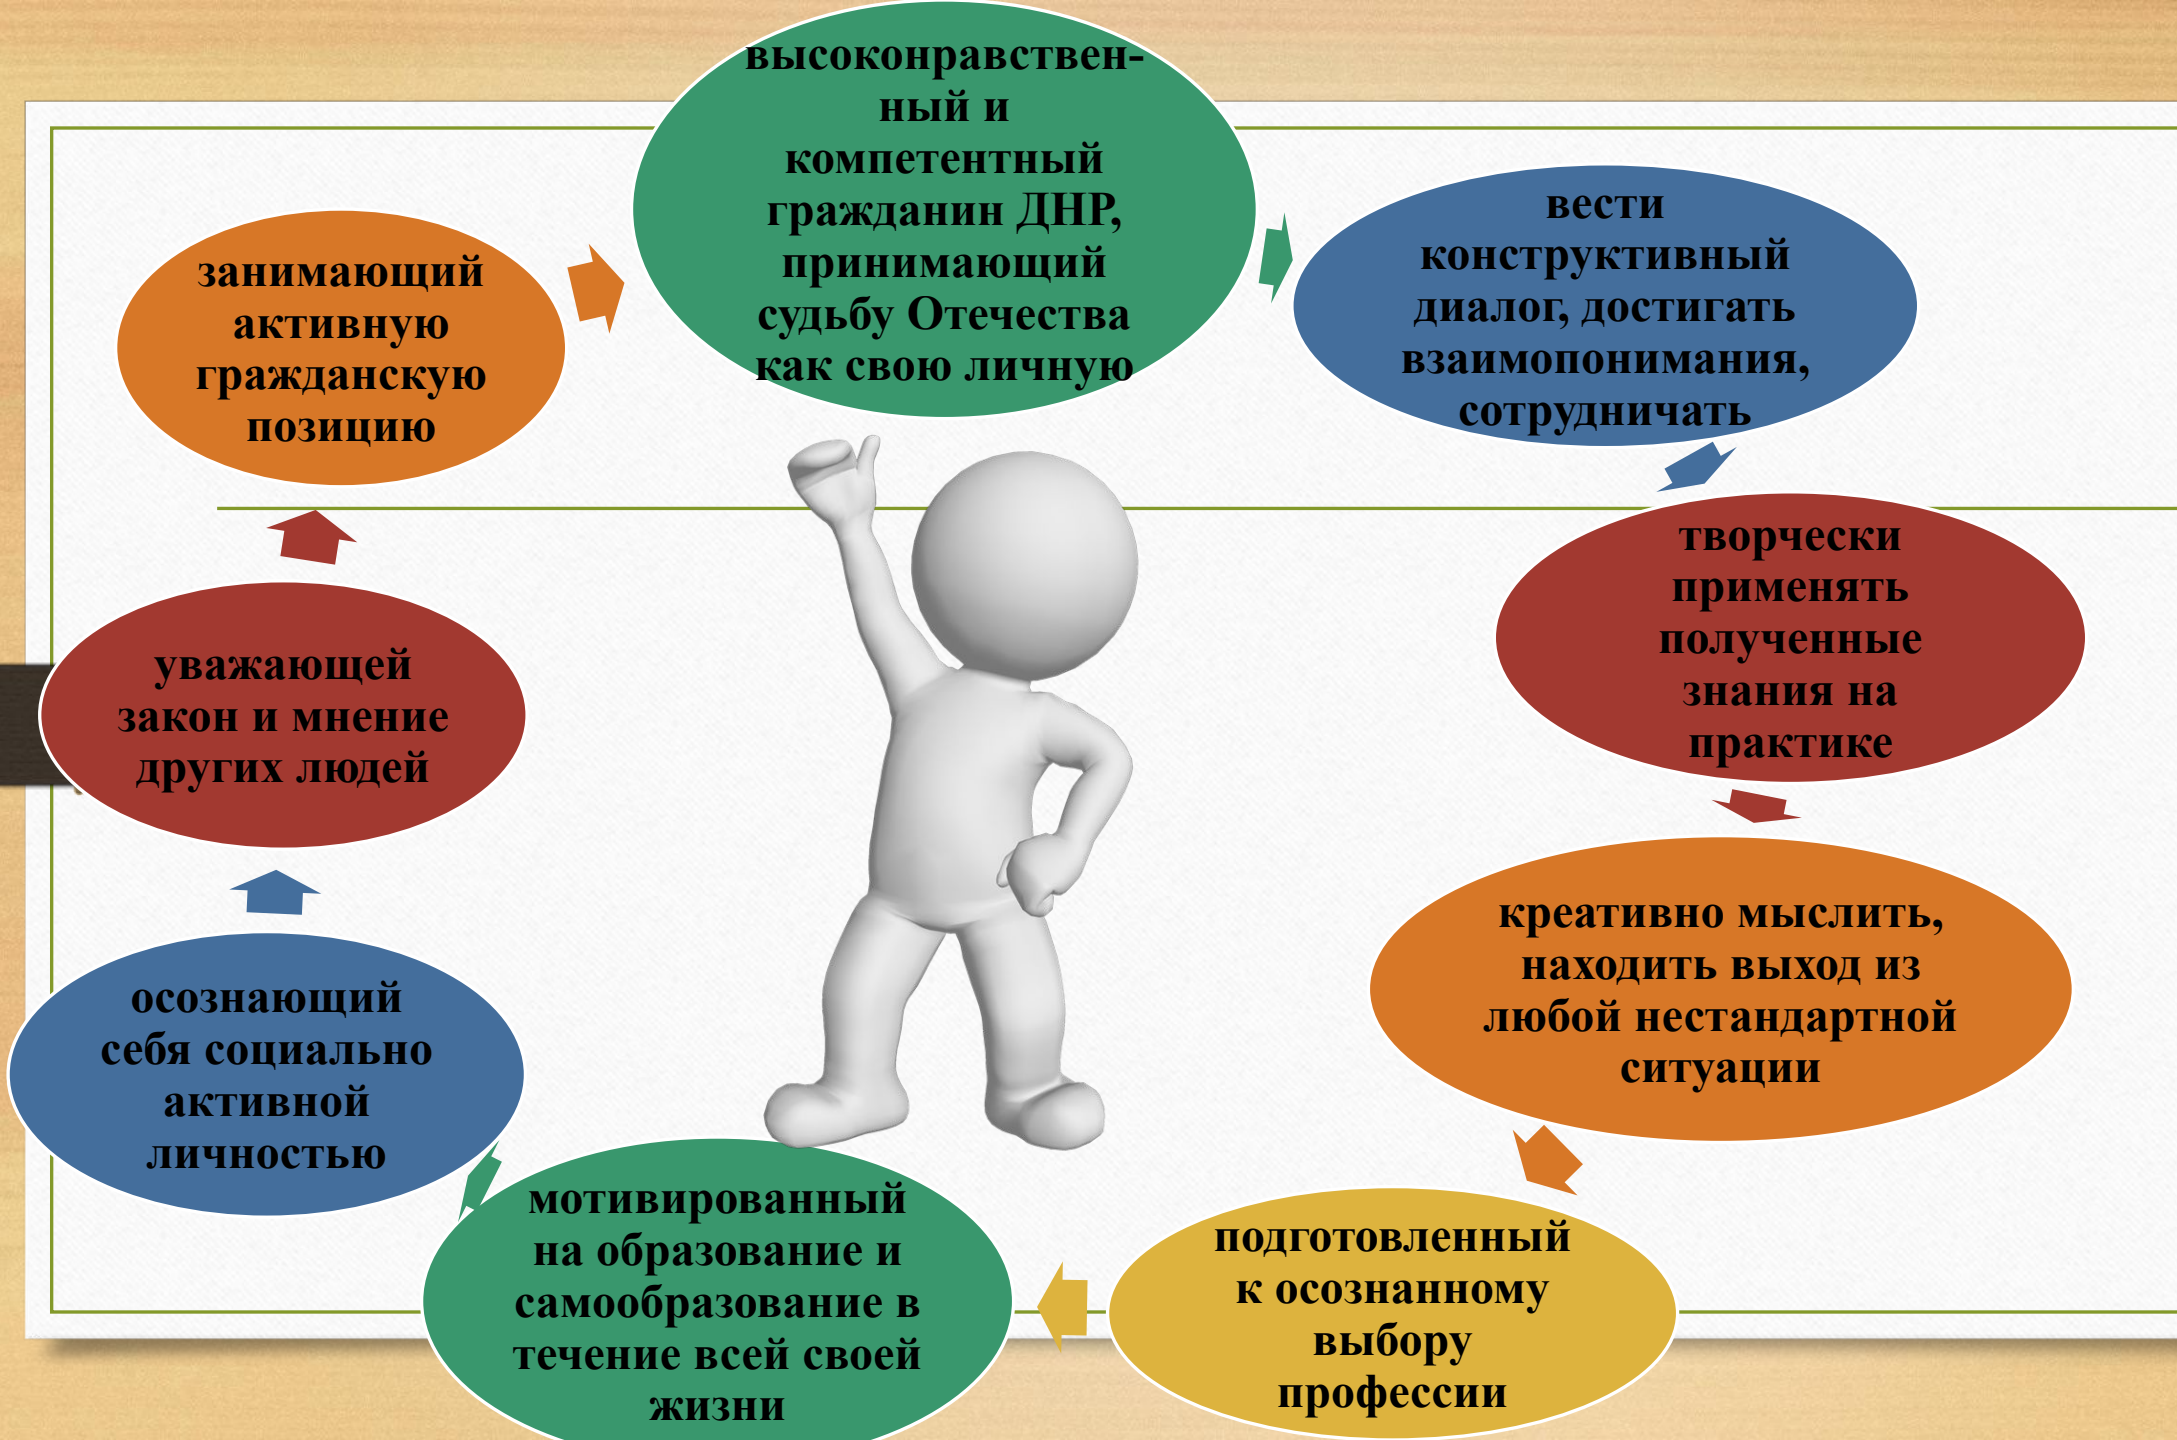 высоконравствен-
ный и
компетентный
гражданин ДНР,
принимающий
судьбу Отечества
как свою личную
вести
конструктивный
диалог, достигать
взаимопонимания,
сотрудничать
творчески
применять
полученные
знания на
практике
креативно мыслить,
находить выход из
любой нестандартной
ситуации
подготовленный
к осознанному
выбору
профессии
мотивированный
на образование и
самообразование в
течение всей своей
жизни
осознающий
себя социально
активной
личностью
уважающей
закон и мнение
других людей
занимающий
активную
гражданскую
позицию